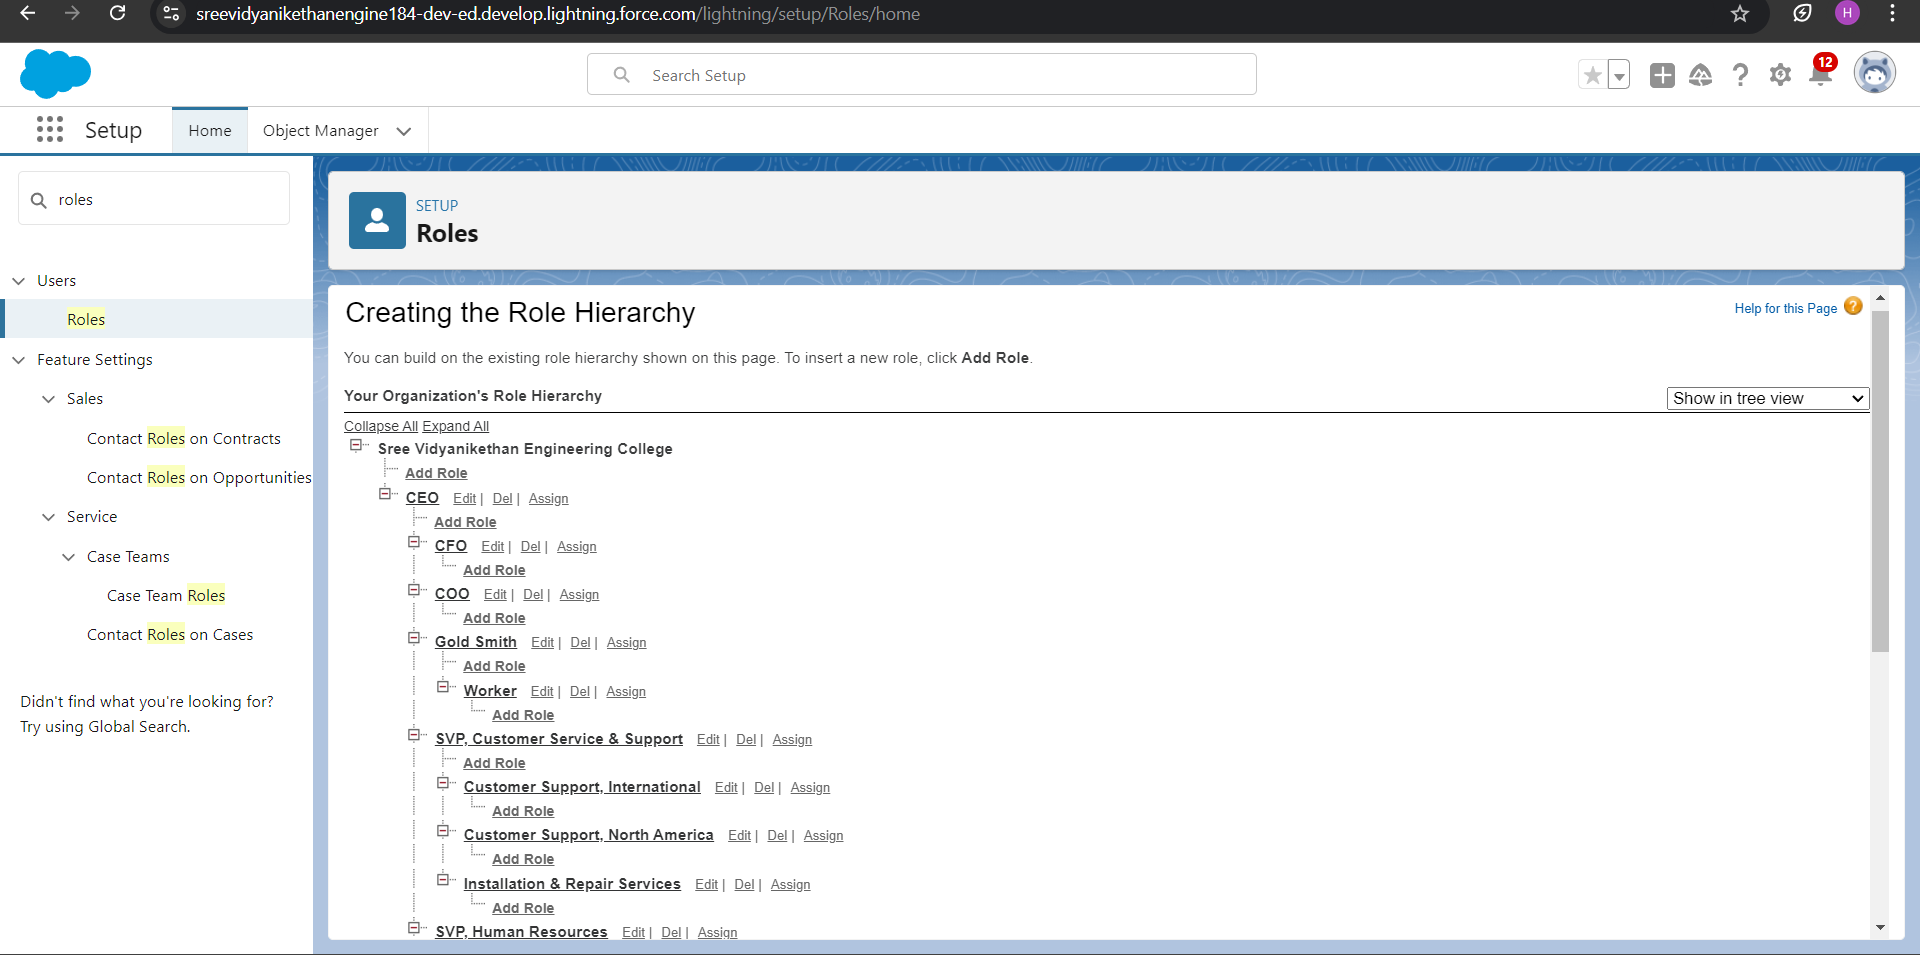 sreevidyanikethanengine184-dev-ed.develop.lightning.force.com/lightning/setup/Roles/home
H
Search Setup
12
Setup
Home
Object Manager
roles
Users
Roles
Feature Settings
Sales
Contact Roles on Contracts
Contact Roles on Opportunities
Service
Case Teams
Case Team Roles
Contact Roles on Cases
Didn't find what you're looking for?
Try using Global Search.
SETUP
Roles
Creating the Role Hierarchy
Help for this Page ?
You can build on the existing role hierarchy shown on this page. To insert a new role, click Add Role.
Your Organization's Role Hierarchy
Show in tree view
Collapse All Expand All
Sree Vidyanikethan Engineering College
Add Role
CEO Edit | Del | Assign
Add Role
CFO Edit | Del | Assign
Add Role
COO Edit | Del | Assign
Add Role
Gold Smith Edit | Del | Assign
Add Role
Worker Edit | Del | Assign
Add Role
SVP, Customer Service & Support Edit | Del | Assign
Add Role
Customer Support, International Edit | Del | Assign
Add Role
Customer Support, North America Edit | Del | Assign
Add Role
Installation & Repair Services Edit | Del | Assign
Add Role
SVP, Human Resources Edit | Del | Assign